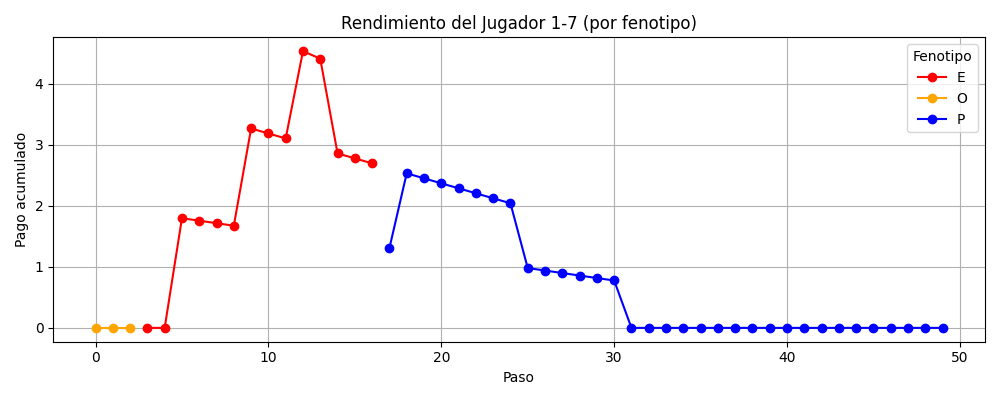 Rendimiento del Jugador 1-7 (por fenotipo)
Pago acumulado
4
3
2
1
0
0
10
20
30
40
50
Paso
Fenotipo
E
O
P